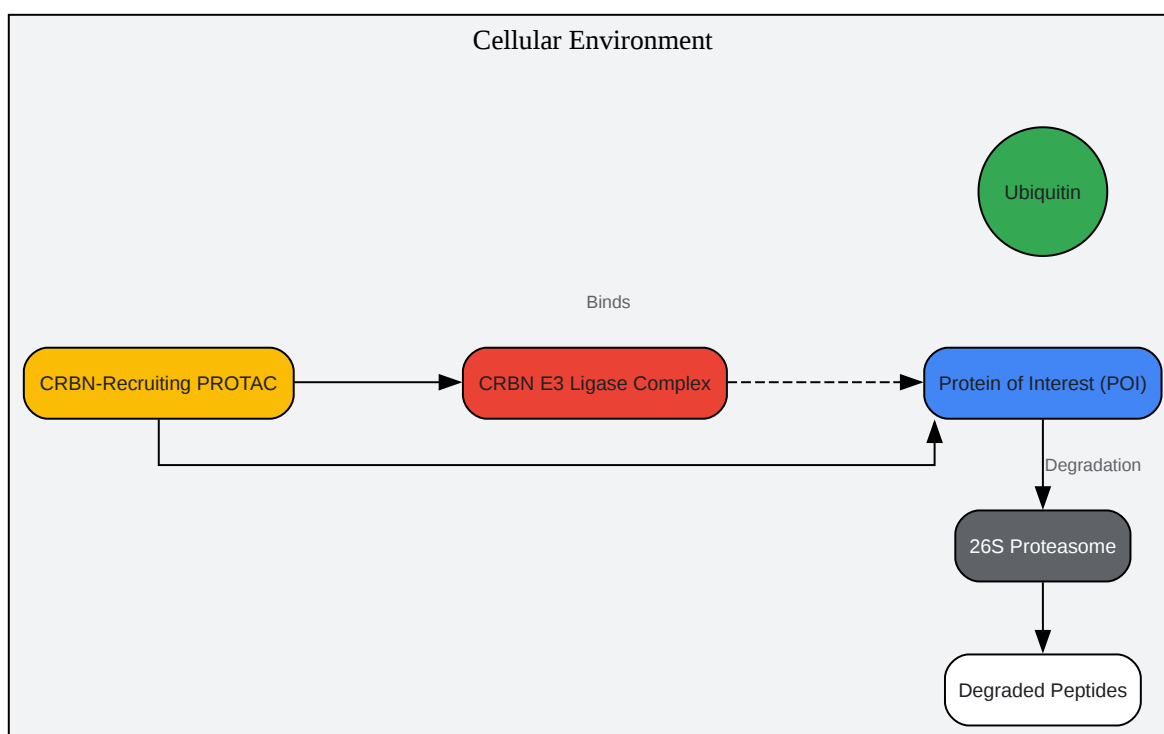 Cellular Environment
Ubiquitin
Binds
CRBN-Recruiting PROTAC
CRBN E3 Ligase Complex
Protein of Interest (POI)
Degradation
26S Proteasome
Degraded Peptides